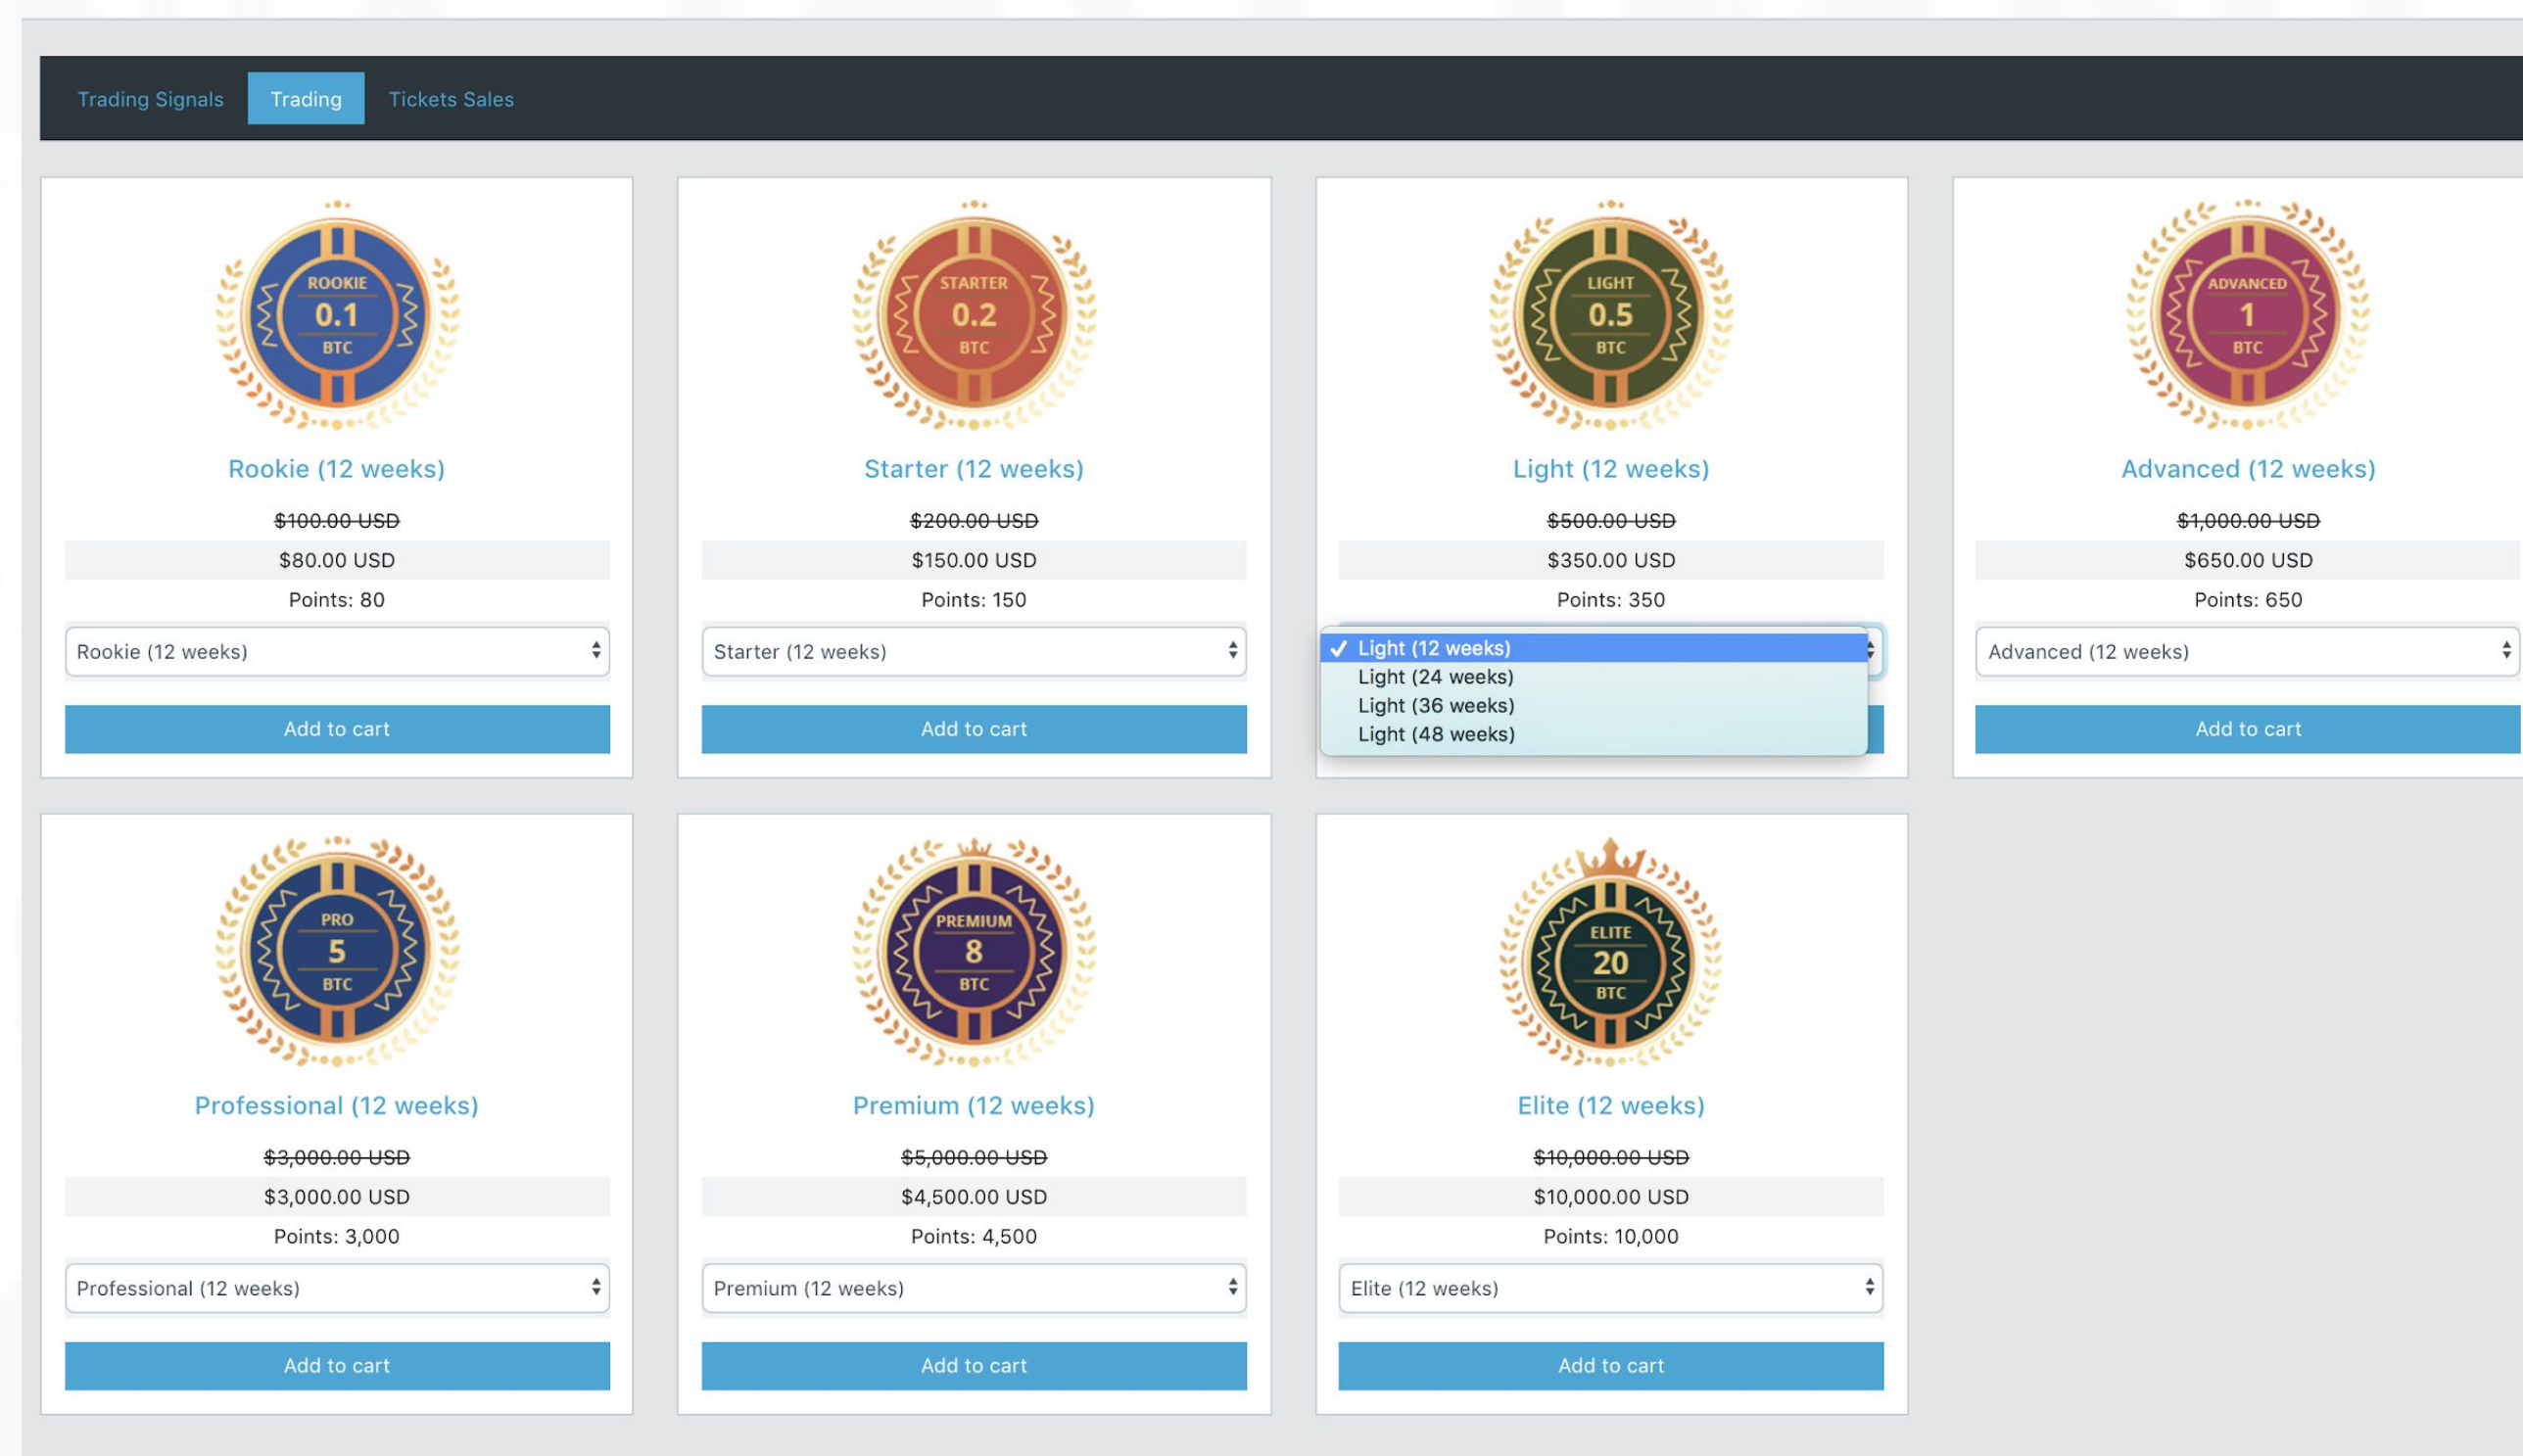 Trading Signals
Trading
Tickets Sales
ROOKIE
0.1
BTC
Rookie (12 weeks)
$100.00 USD
$80.00 USD
Points: 80
Rookie (12 weeks)
Add to cart
STARTER
0.2
BTC
Starter (12 weeks)
$200.00 USD
$150.00 USD
Points: 150
Starter (12 weeks)
Add to cart
LIGHT
0.5
BTC
Light (12 weeks)
$500.00 USD
$350.00 USD
Points: 350
✓ Light (12 weeks)
Light (24 weeks)
Light (36 weeks)
Light (48 weeks)
ADVANCED
1
BTC
Advanced (12 weeks)
$1,000.00 USD
$650.00 USD
Points: 650
Advanced (12 weeks)
Add to cart
PRO
5
BTC
Professional (12 weeks)
$3,000.00 USD
$3,000.00 USD
Points: 3,000
Professional (12 weeks)
Add to cart
PREMIUM
8
BTC
Premium (12 weeks)
$5,000.00 USD
$4,500.00 USD
Points: 4,500
Premium (12 weeks)
Add to cart
ELITE
20
BTC
Elite (12 weeks)
$10,000.00 USD
$10,000.00 USD
Points: 10,000
Elite (12 weeks)
Add to cart